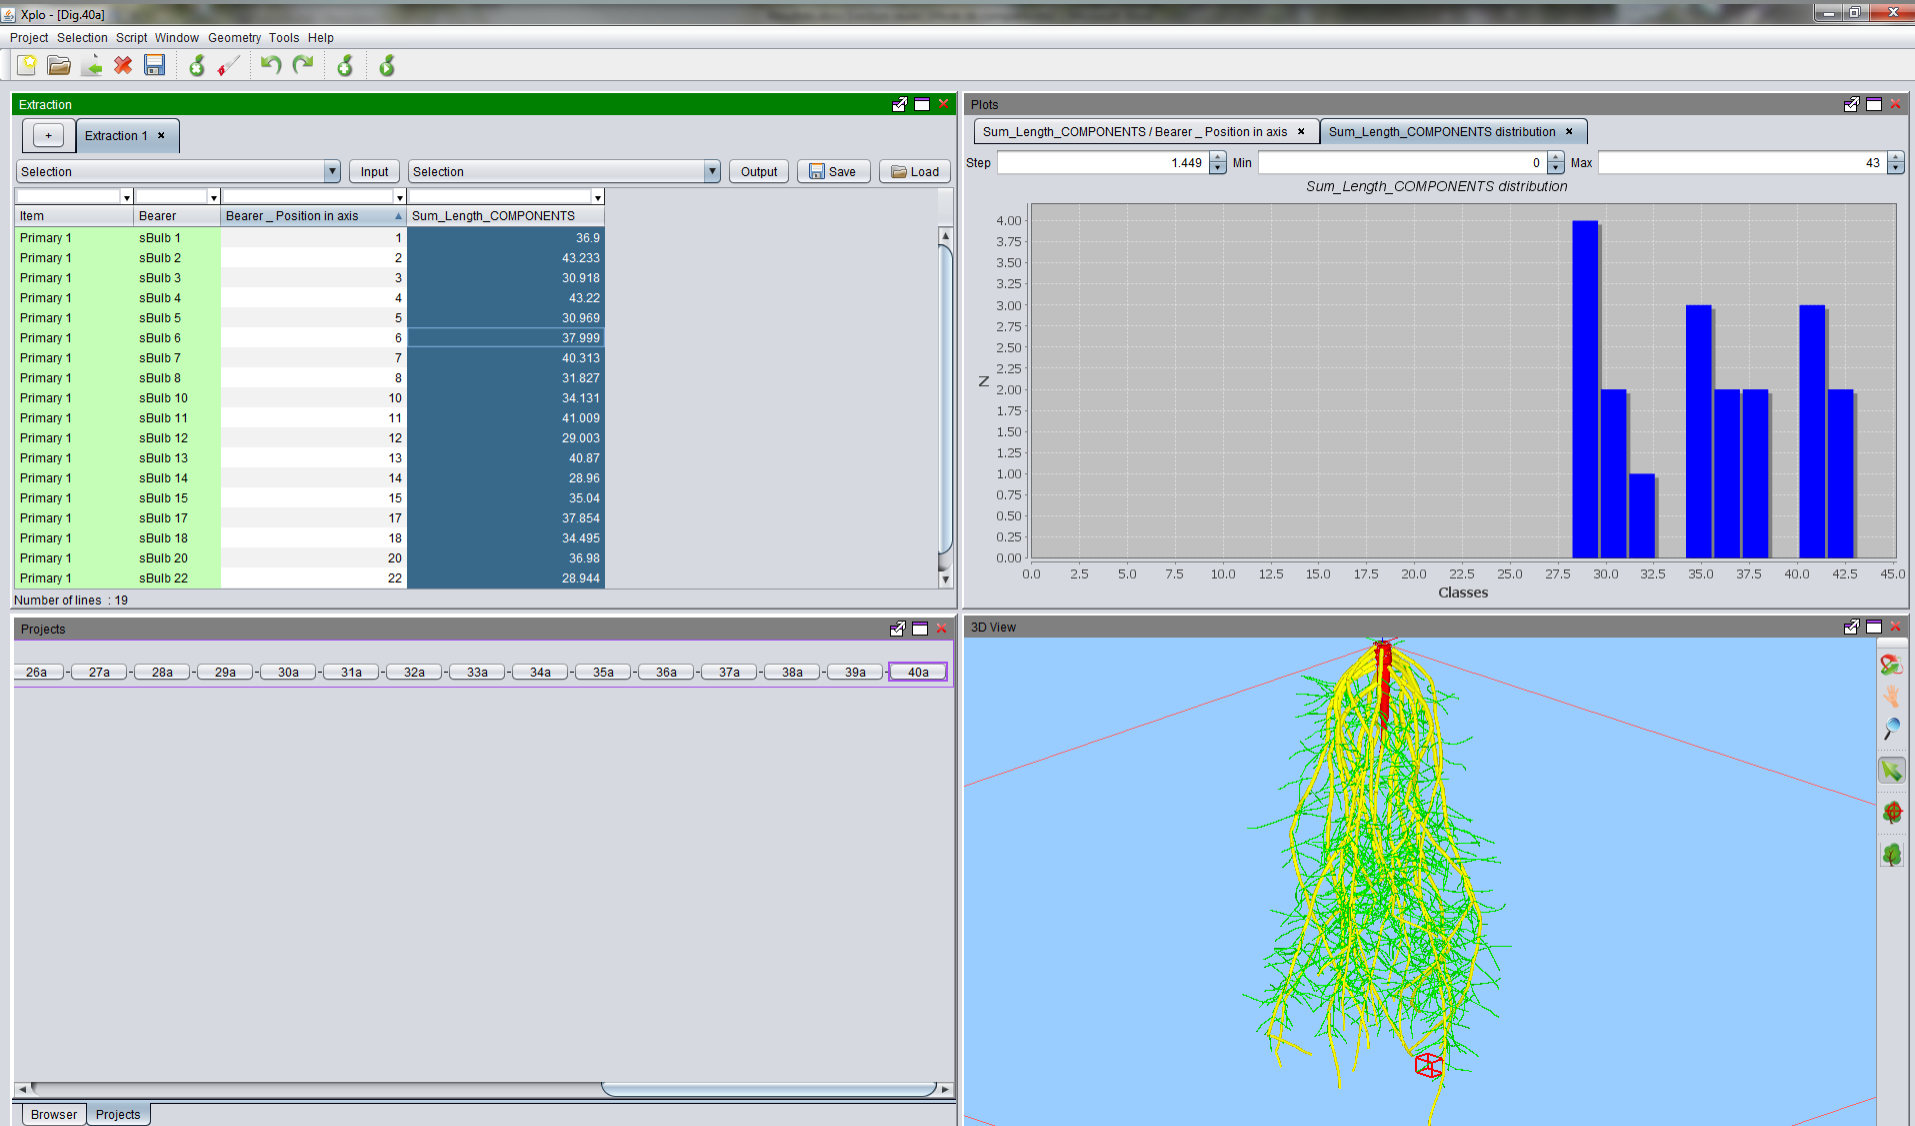 Xplo - [Dig.40a]
Project Selection Script Window Geometry Tools Help
Extraction
+ Extraction 1 ×
Selection Input Selection Output Save Load
Item Bearer Bearer _ Position in axis Sum_Length_COMPONENTS
Primary 1 sBulb 1 1 36.9
Primary 1 sBulb 2 2 43.233
Primary 1 sBulb 3 3 30.918
Primary 1 sBulb 4 4 43.22
Primary 1 sBulb 5 5 30.969
Primary 1 sBulb 6 6 37.999
Primary 1 sBulb 7 7 40.313
Primary 1 sBulb 8 8 31.827
Primary 1 sBulb 10 10 34.131
Primary 1 sBulb 11 11 41.009
Primary 1 sBulb 12 12 29.003
Primary 1 sBulb 13 13 40.87
Primary 1 sBulb 14 14 28.96
Primary 1 sBulb 15 15 35.04
Primary 1 sBulb 17 17 37.854
Primary 1 sBulb 18 18 34.495
Primary 1 sBulb 20 20 36.98
Primary 1 sBulb 22 22 28.944
Number of lines : 19
Plots
Sum_Length_COMPONENTS / Bearer _ Position in axis × Sum_Length_COMPONENTS distribution ×
Step 1.449 Min 0 Max 43
Sum_Length_COMPONENTS distribution
4.00
3.75
3.50
3.25
3.00
2.75
2.50
2.25
2.00
1.75
1.50
1.25
1.00
0.75
0.50
0.25
0.00
N
0.0 2.5 5.0 7.5 10.0 12.5 15.0 17.5 20.0 22.5 25.0 27.5 30.0 32.5 35.0 37.5 40.0 42.5 45.0
Classes
Projects
26a 27a 28a 29a 30a 31a 32a 33a 34a 35a 36a 37a 38a 39a 40a
Browser Projects
3D View